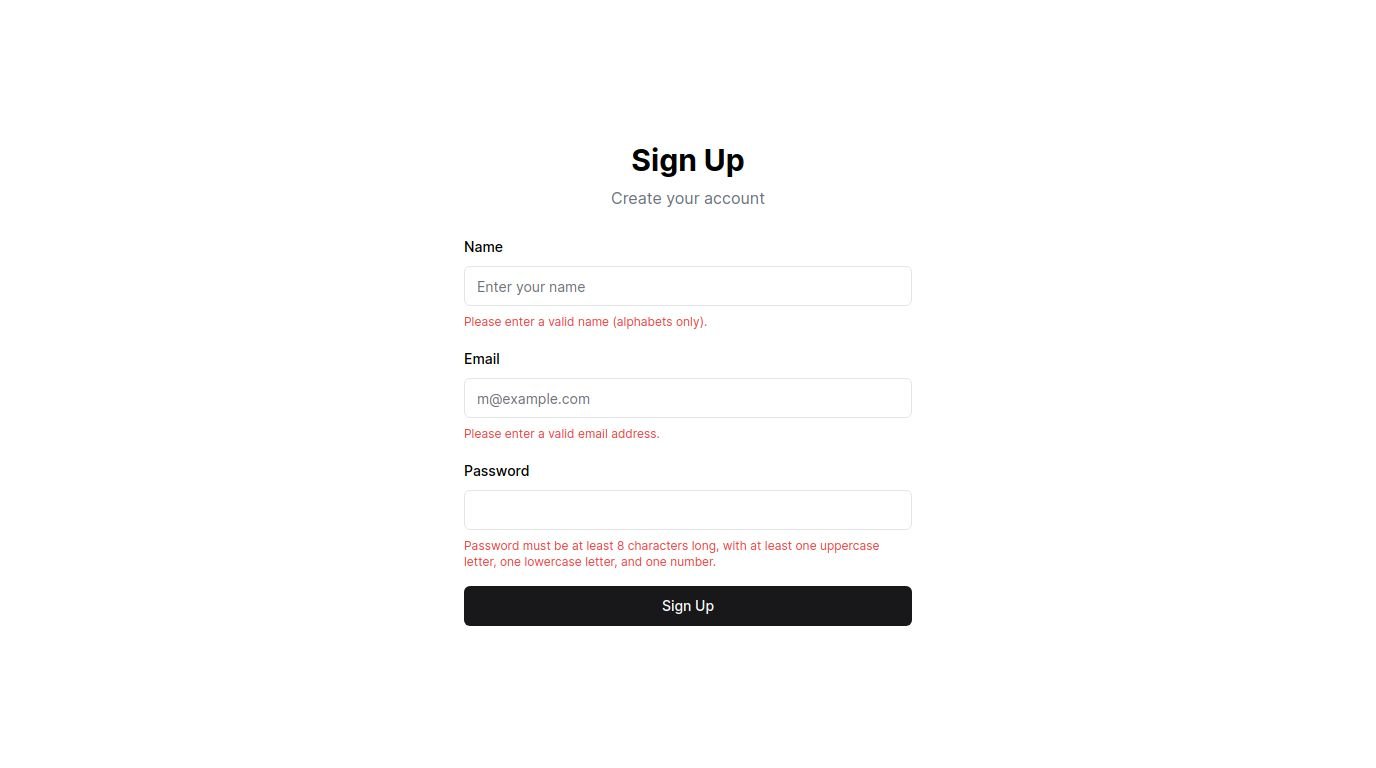 Sign Up
Create your account
Name
Enter your name
Please enter a valid name (alphabets only).
Email
m@example.com
Please enter a valid email address.
Password
Password must be at least 8 characters long, with at least one uppercase
letter, one lowercase letter, and one number.
Sign Up